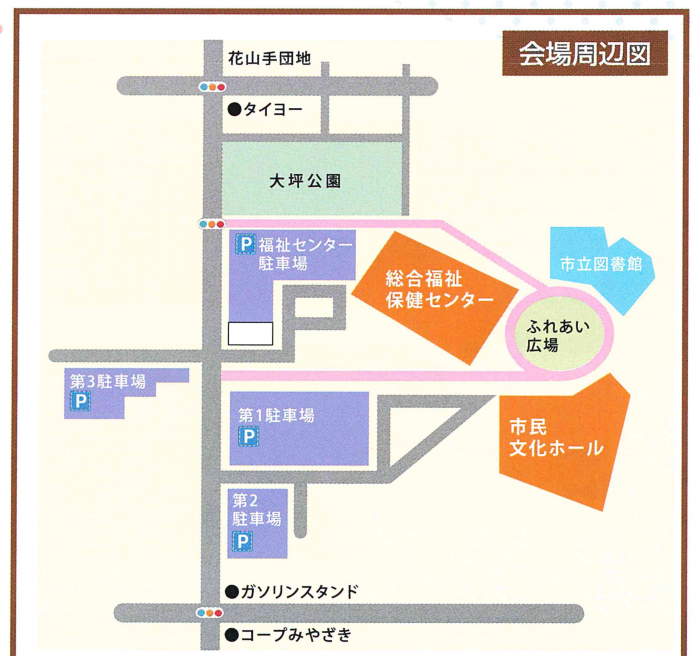 会場周辺図
花山手団地
●タイヨー
大坪公園
P 福祉センター
駐車場
総合福祉
保健センター
市立図書館
ふれあい
広場
第3駐車場
P
第1駐車場
P
市民
文化ホール
第2
駐車場
P
●ガソリンスタンド
●コープみやざき